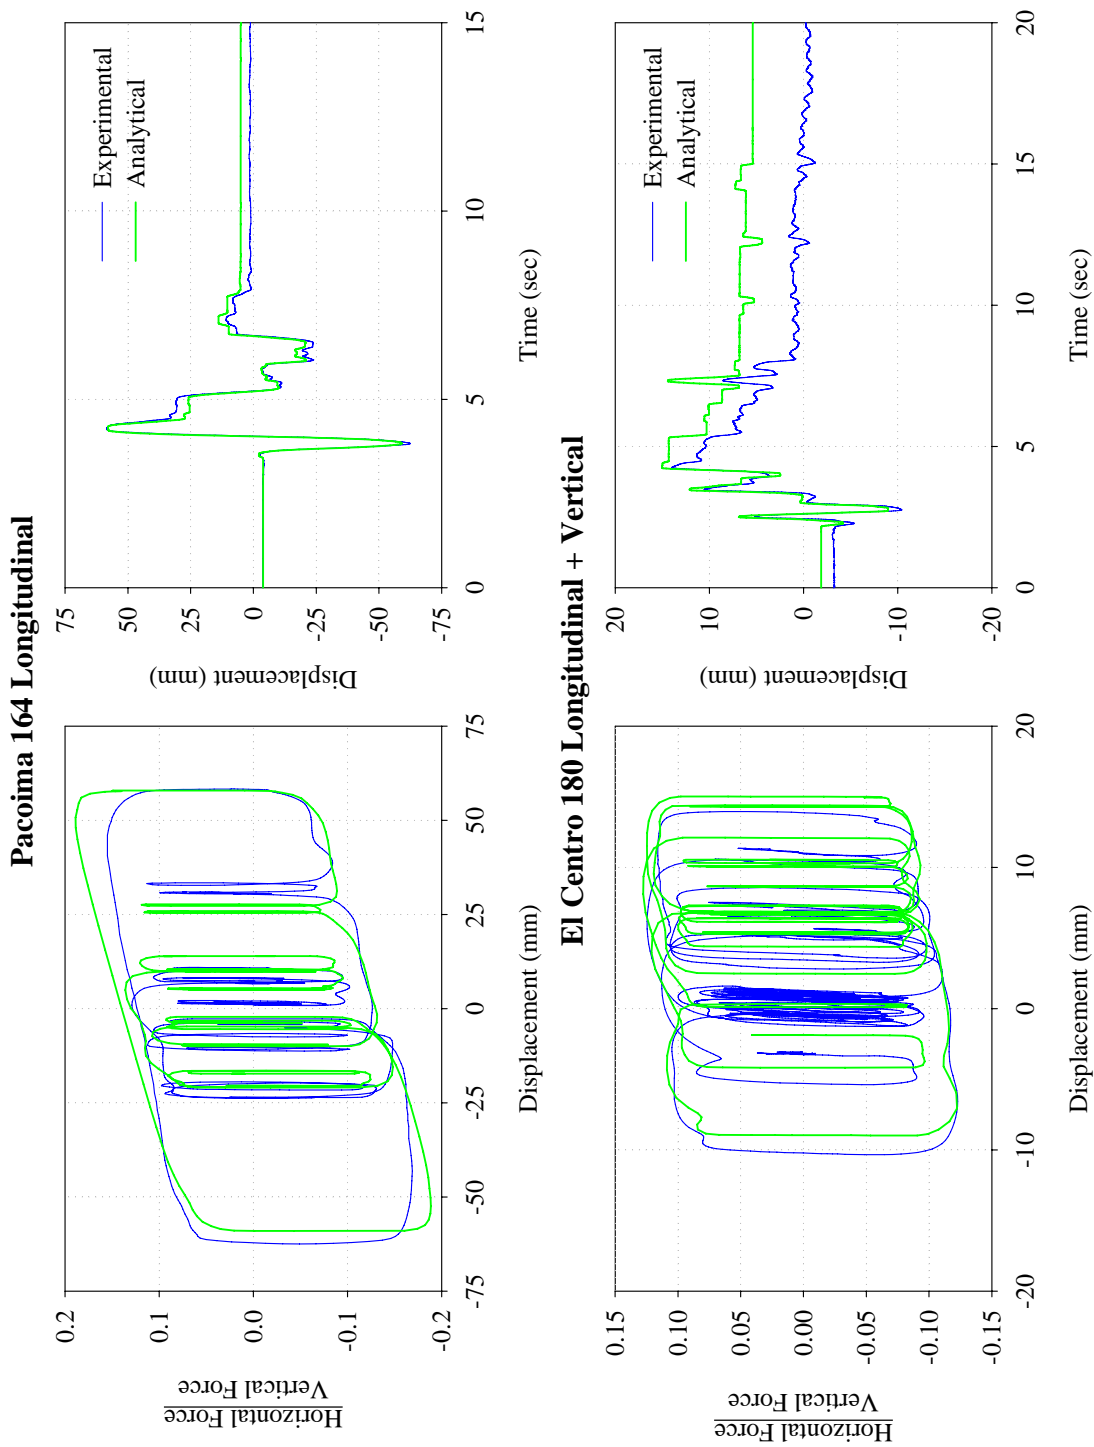 Pacoima 164 Longitudinal
0.2
0.1
0.0
-0.1
-0.2
Horizontal Force
Vertical Force
-75
-50
-25
0
25
50
75
Displacement (mm)
75
50
25
0
-25
-50
-75
Displacement (mm)
Experimental
Analytical
0
5
10
15
Time (sec)
El Centro 180 Longitudinal + Vertical
0.15
0.10
0.05
0.00
-0.05
-0.10
-0.15
Horizontal Force
Vertical Force
-20
-10
0
10
20
Displacement (mm)
20
10
0
-10
-20
Displacement (mm)
Experimental
Analytical
0
5
10
15
20
Time (sec)